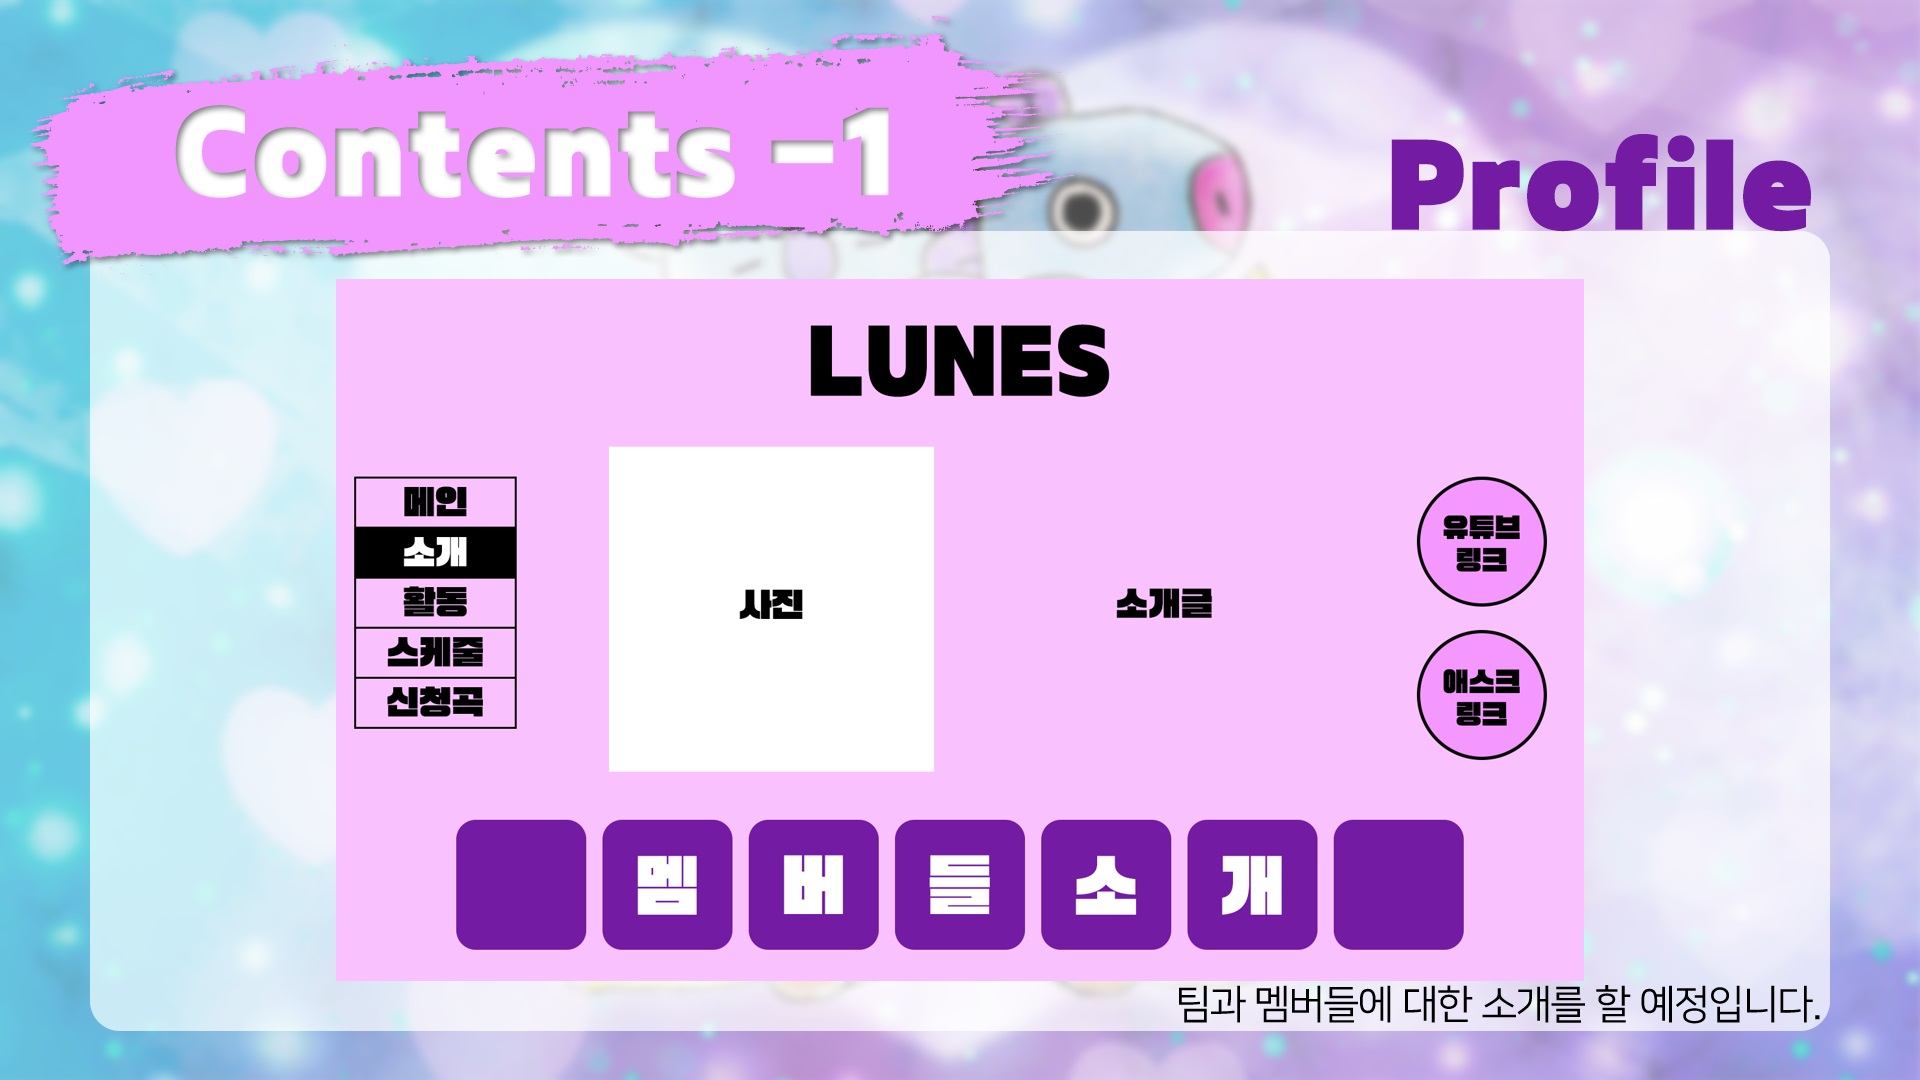 Contents -1
Profile
LUNES
메인
소개
활동
스케줄
신청곡
사진
소개글
유튜브
링크
애스크
링크
멤 버 들 소 개
팀과 멤버들에 대한 소개를 할 예정입니다.